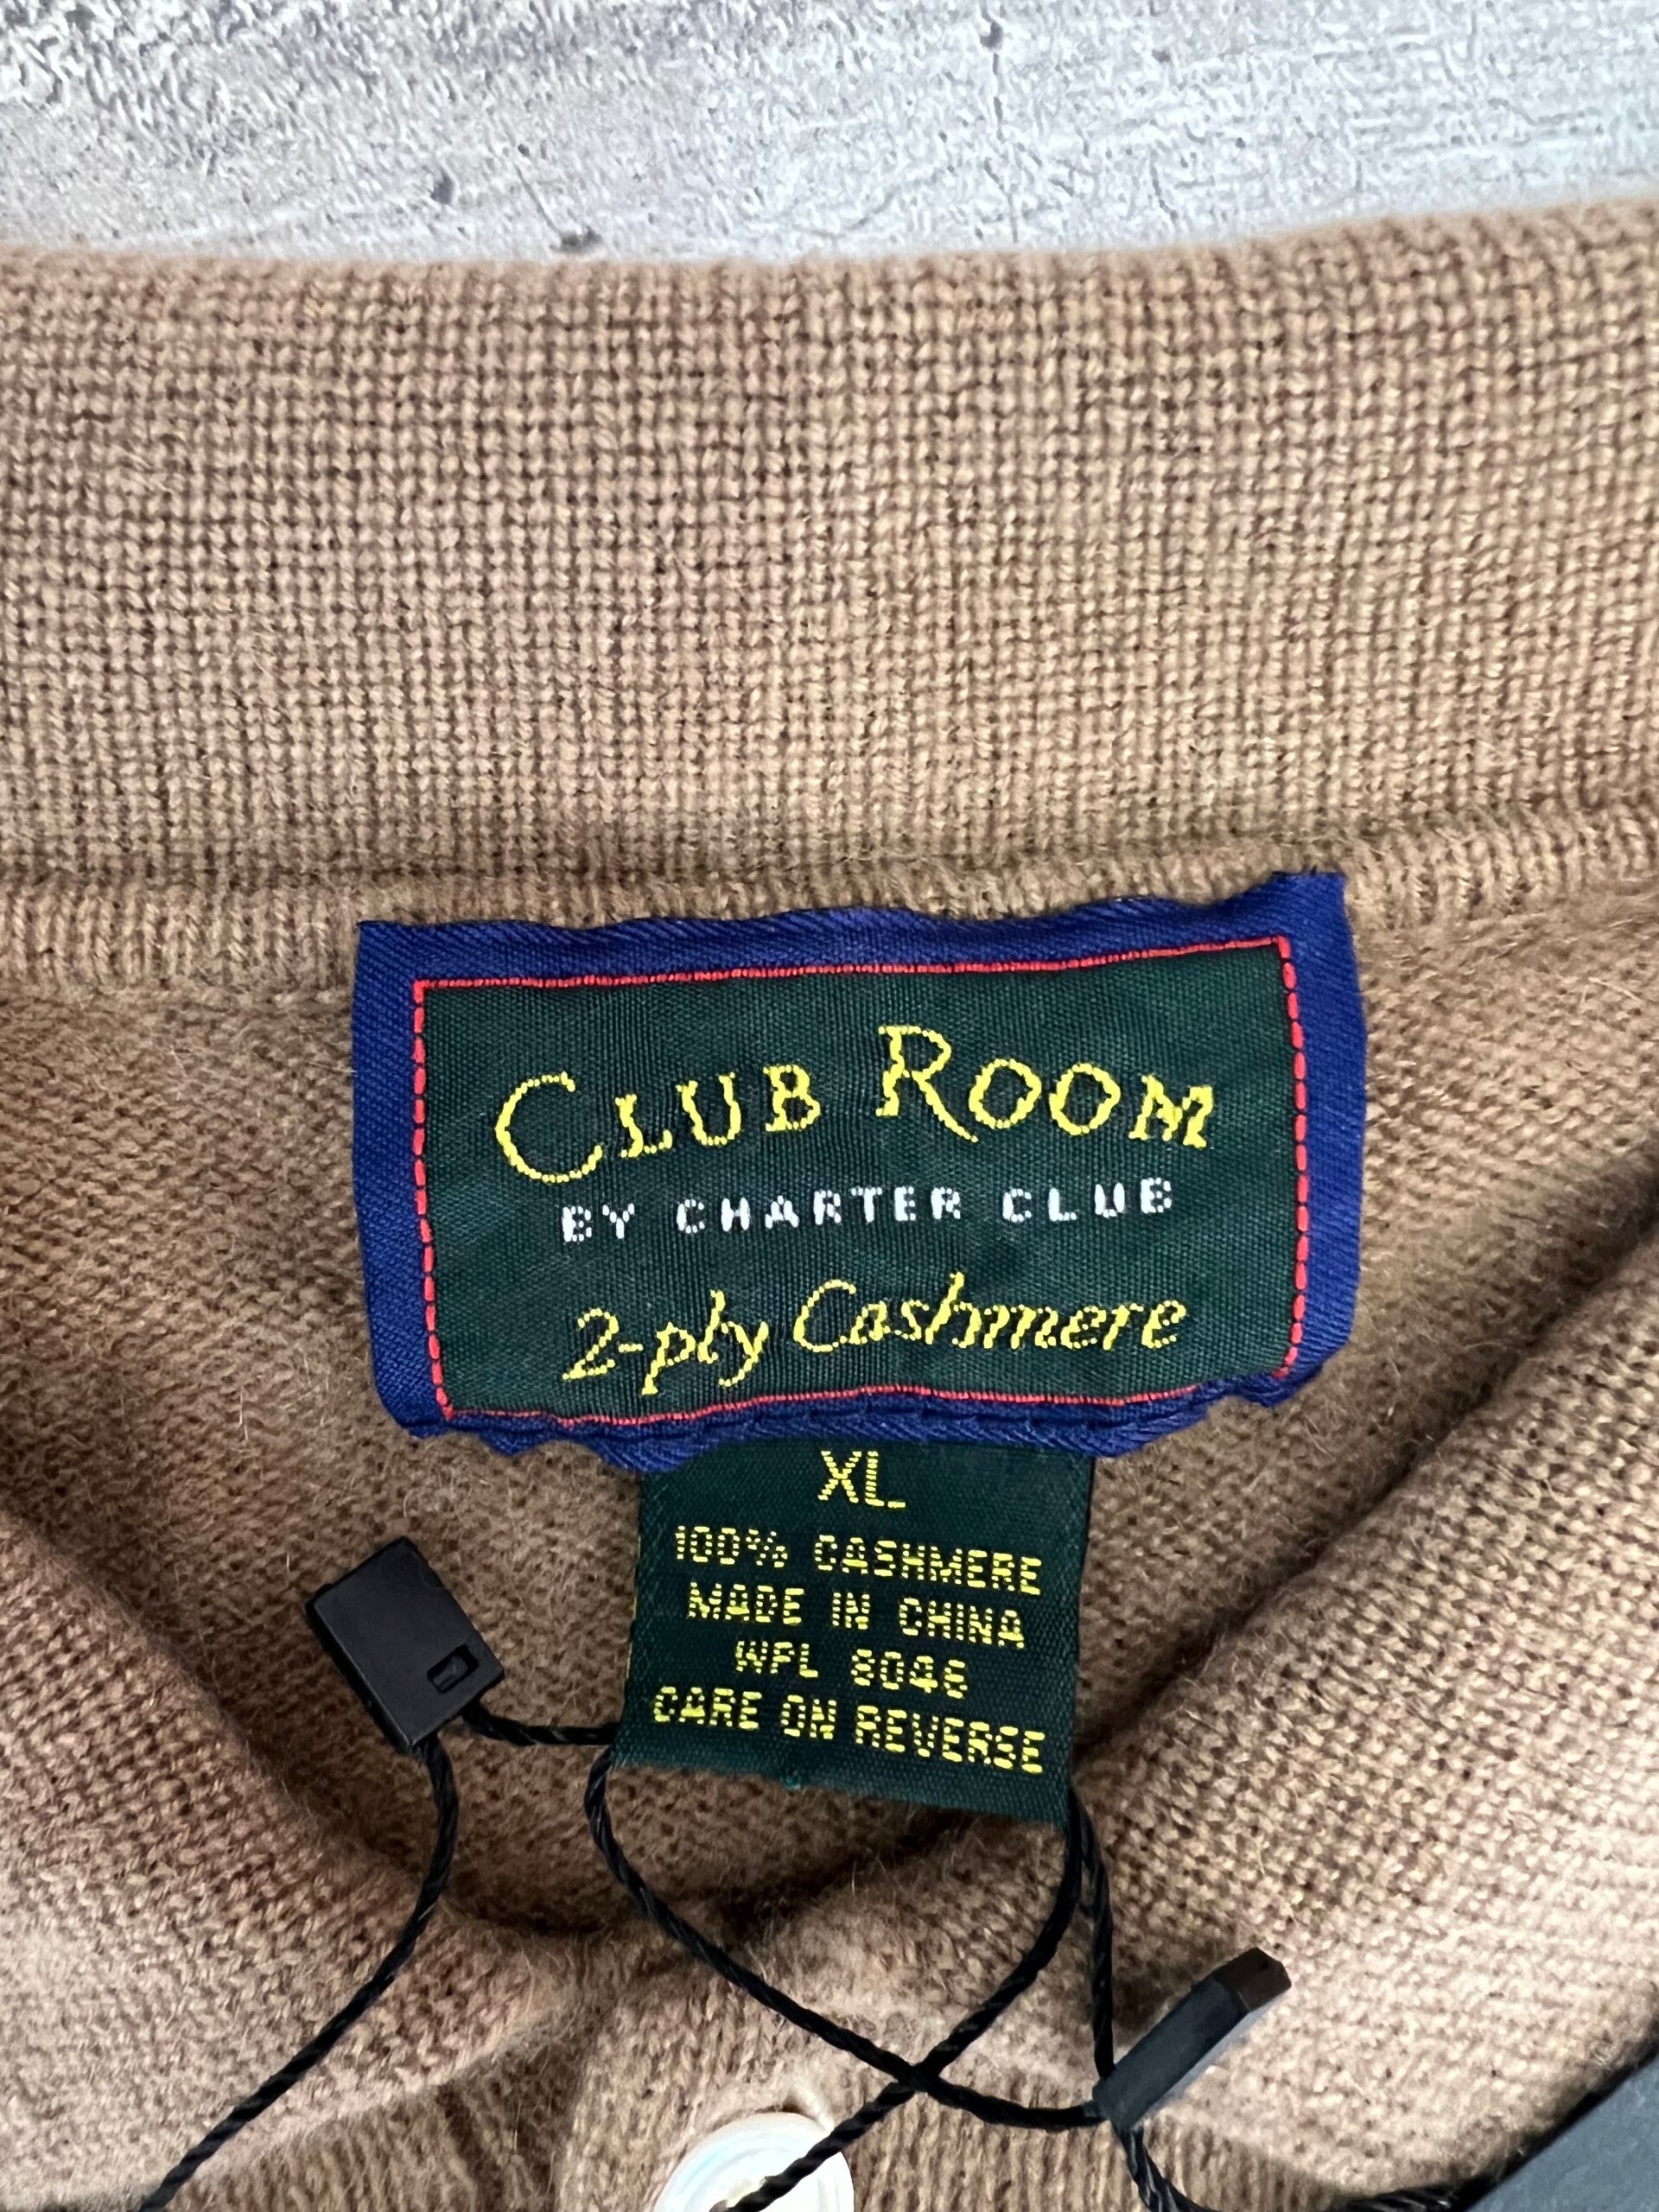 CLUB ROOM
BY CHARTER CLUB
2-ply Cashmere
XL
100% CASHMERE
MADE IN CHINA
WPL 8046
CARE ON REVERSE